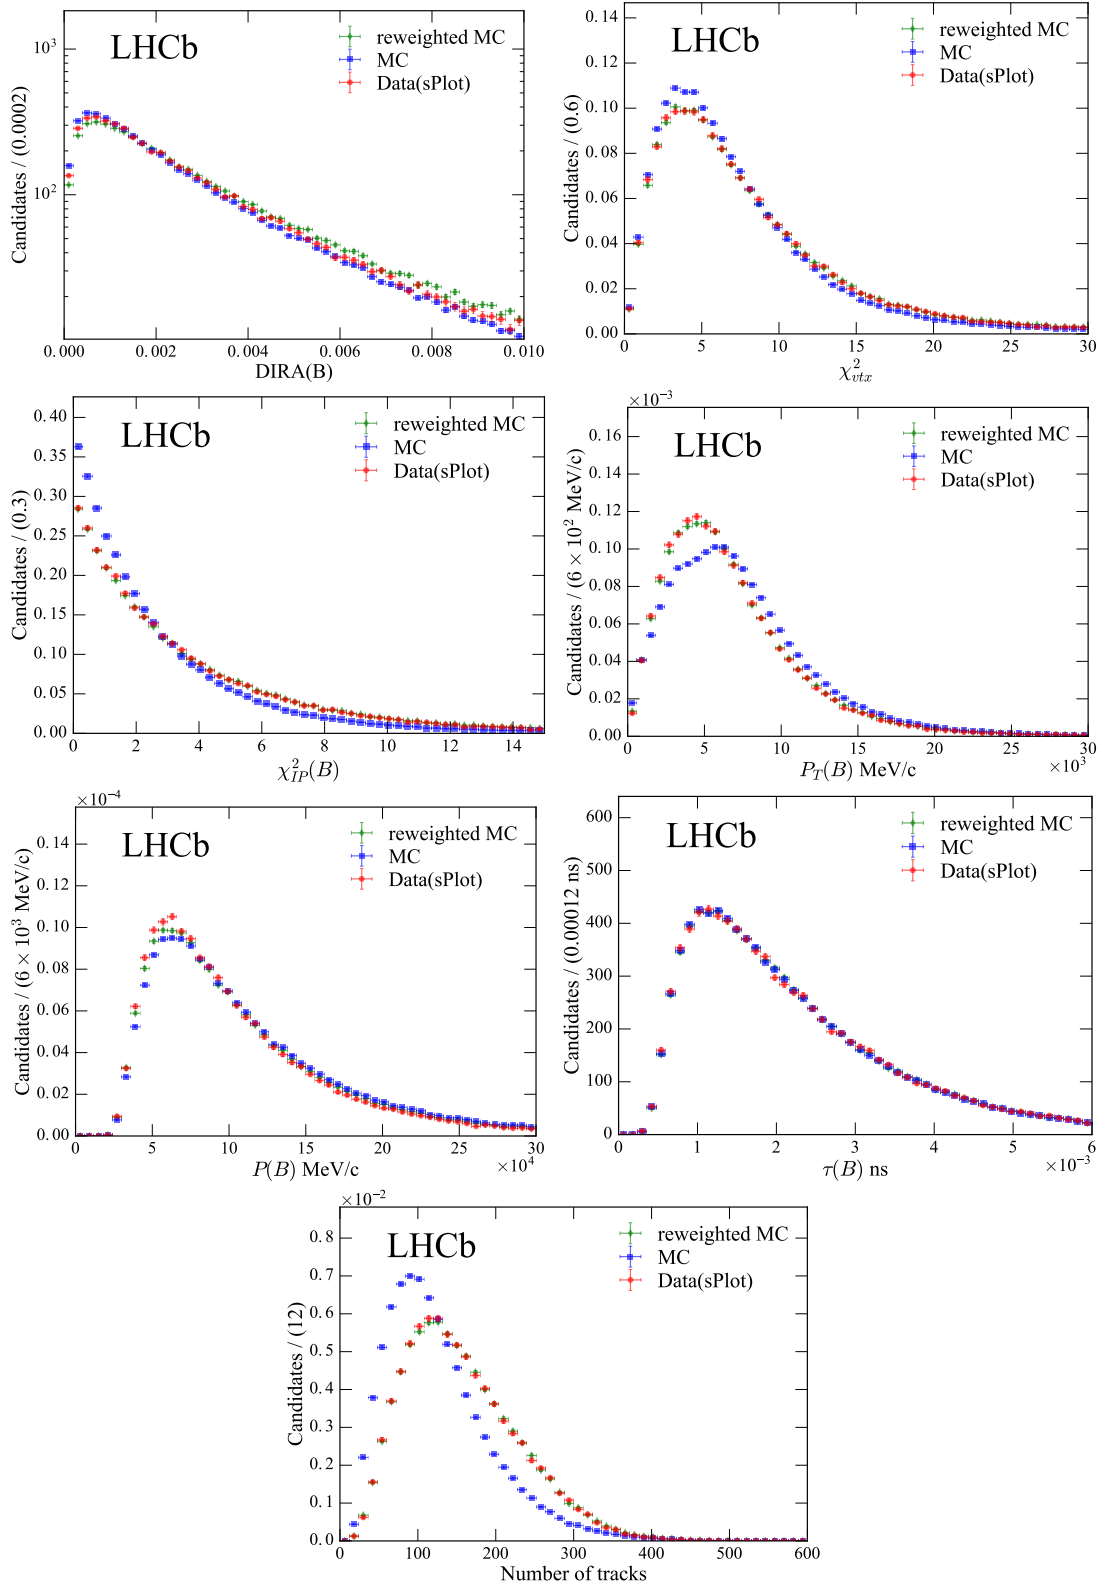 LHCb
reweighted MC
MC
Data(sPlot)
10³
10²
Candidates / (0.0002)
0.000 0.002 0.004 0.006 0.008 0.010
DIRA(B)
LHCb
reweighted MC
MC
Data(sPlot)
0.14
0.12
0.10
0.08
0.06
0.04
0.02
0.00
Candidates / (0.6)
0 5 10 15 20 25 30
χ²vtx
LHCb
reweighted MC
MC
Data(sPlot)
0.40
0.35
0.30
0.25
0.20
0.15
0.10
0.05
0.00
Candidates / (0.3)
0 2 4 6 8 10 12 14
χ²IP(B)
×10⁻³
LHCb
reweighted MC
MC
Data(sPlot)
0.16
0.14
0.12
0.10
0.08
0.06
0.04
0.02
0.00
Candidates / (6 × 10² MeV/c)
0 5 10 15 20 25 30
PT(B) MeV/c
×10³
×10⁻⁴
LHCb
reweighted MC
MC
Data(sPlot)
0.14
0.12
0.10
0.08
0.06
0.04
0.02
0.00
Candidates / (6 × 10³ MeV/c)
0 5 10 15 20 25 30
P(B) MeV/c
×10⁴
LHCb
reweighted MC
MC
Data(sPlot)
600
500
400
300
200
100
0
Candidates / (0.00012 ns)
0 1 2 3 4 5 6
τ(B) ns
×10⁻³
×10⁻²
LHCb
reweighted MC
MC
Data(sPlot)
0.8
0.7
0.6
0.5
0.4
0.3
0.2
0.1
0.0
Candidates / (12)
0 100 200 300 400 500 600
Number of tracks